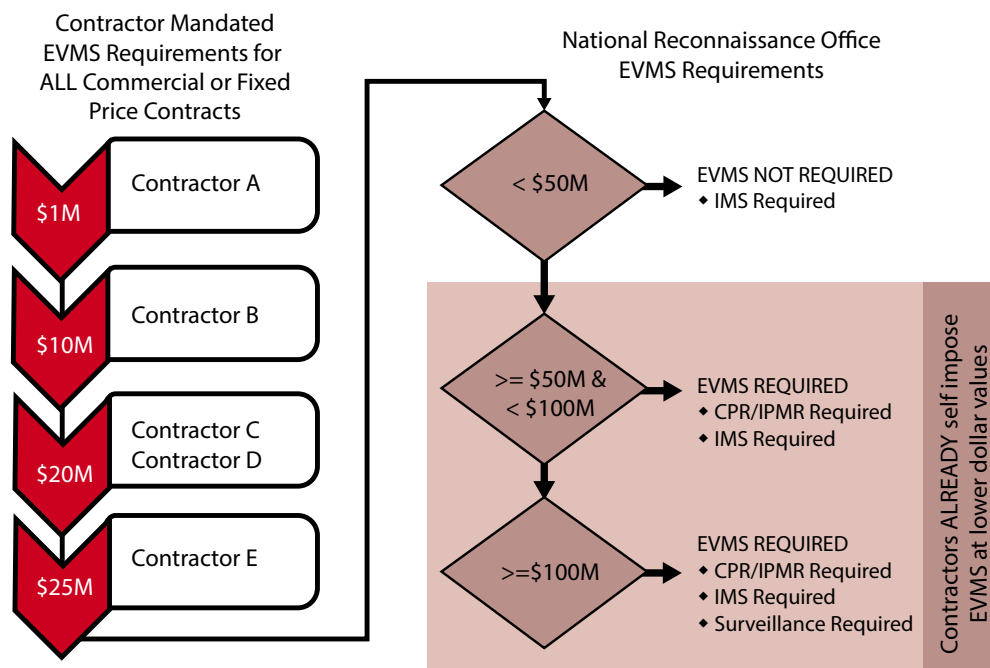 Contractor Mandated
EVMS Requirements for
ALL Commercial or Fixed
Price Contracts
$1M
Contractor A
$10M
Contractor B
$20M
Contractor C
Contractor D
$25M
Contractor E
National Reconnaissance Office
EVMS Requirements
< $50M
EVMS NOT REQUIRED
◆ IMS Required
>= $50M &
< $100M
EVMS REQUIRED
◆ CPR/IPMR Required
◆ IMS Required
>=$100M
EVMS REQUIRED
◆ CPR/IPMR Required
◆ IMS Required
◆ Surveillance Required
Contractors ALREADY self impose
EVMS at lower dollar values